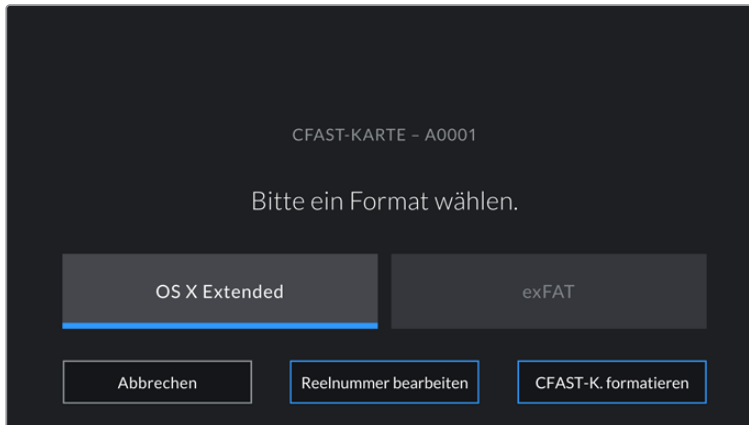 CFAST-KARTE – A0001
Bitte ein Format wählen.
OS X Extended
exFAT
Abbrechen
Reelnummer bearbeiten
CFAST-K. formatieren